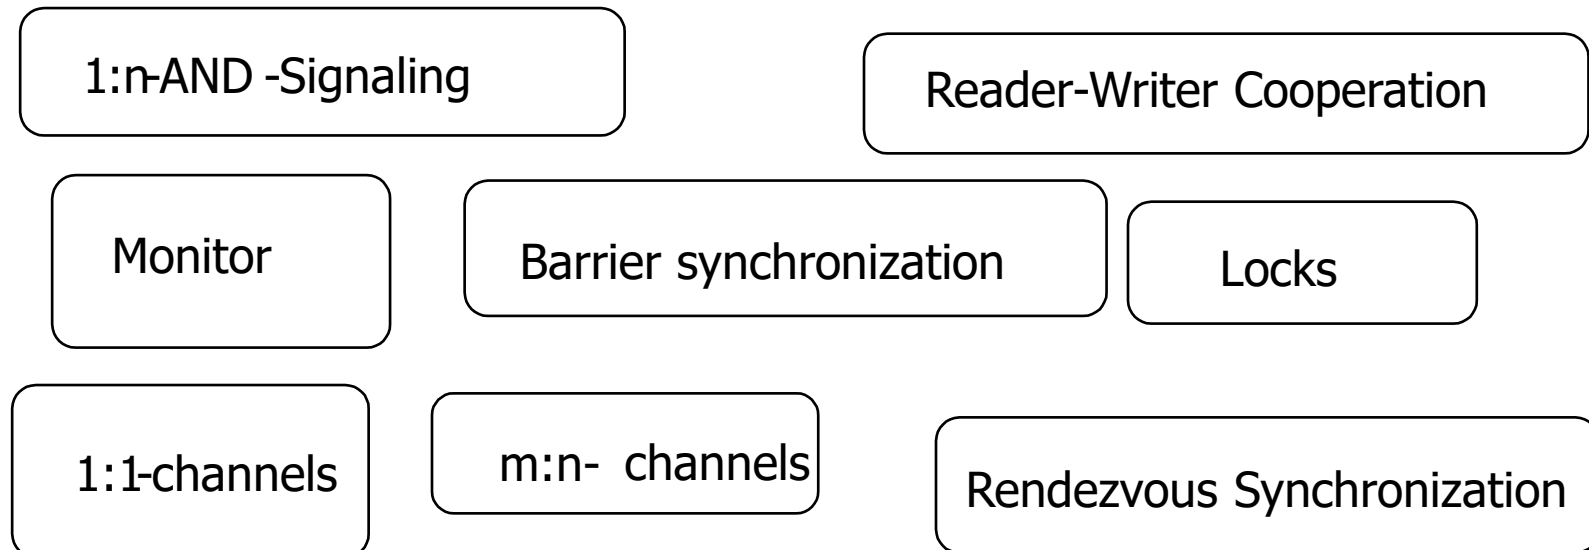 1:n-AND -Signaling
Reader-Writer Cooperation
Monitor
Barrier synchronization
Locks
1:1-channels
m:n- channels
Rendezvous Synchronization